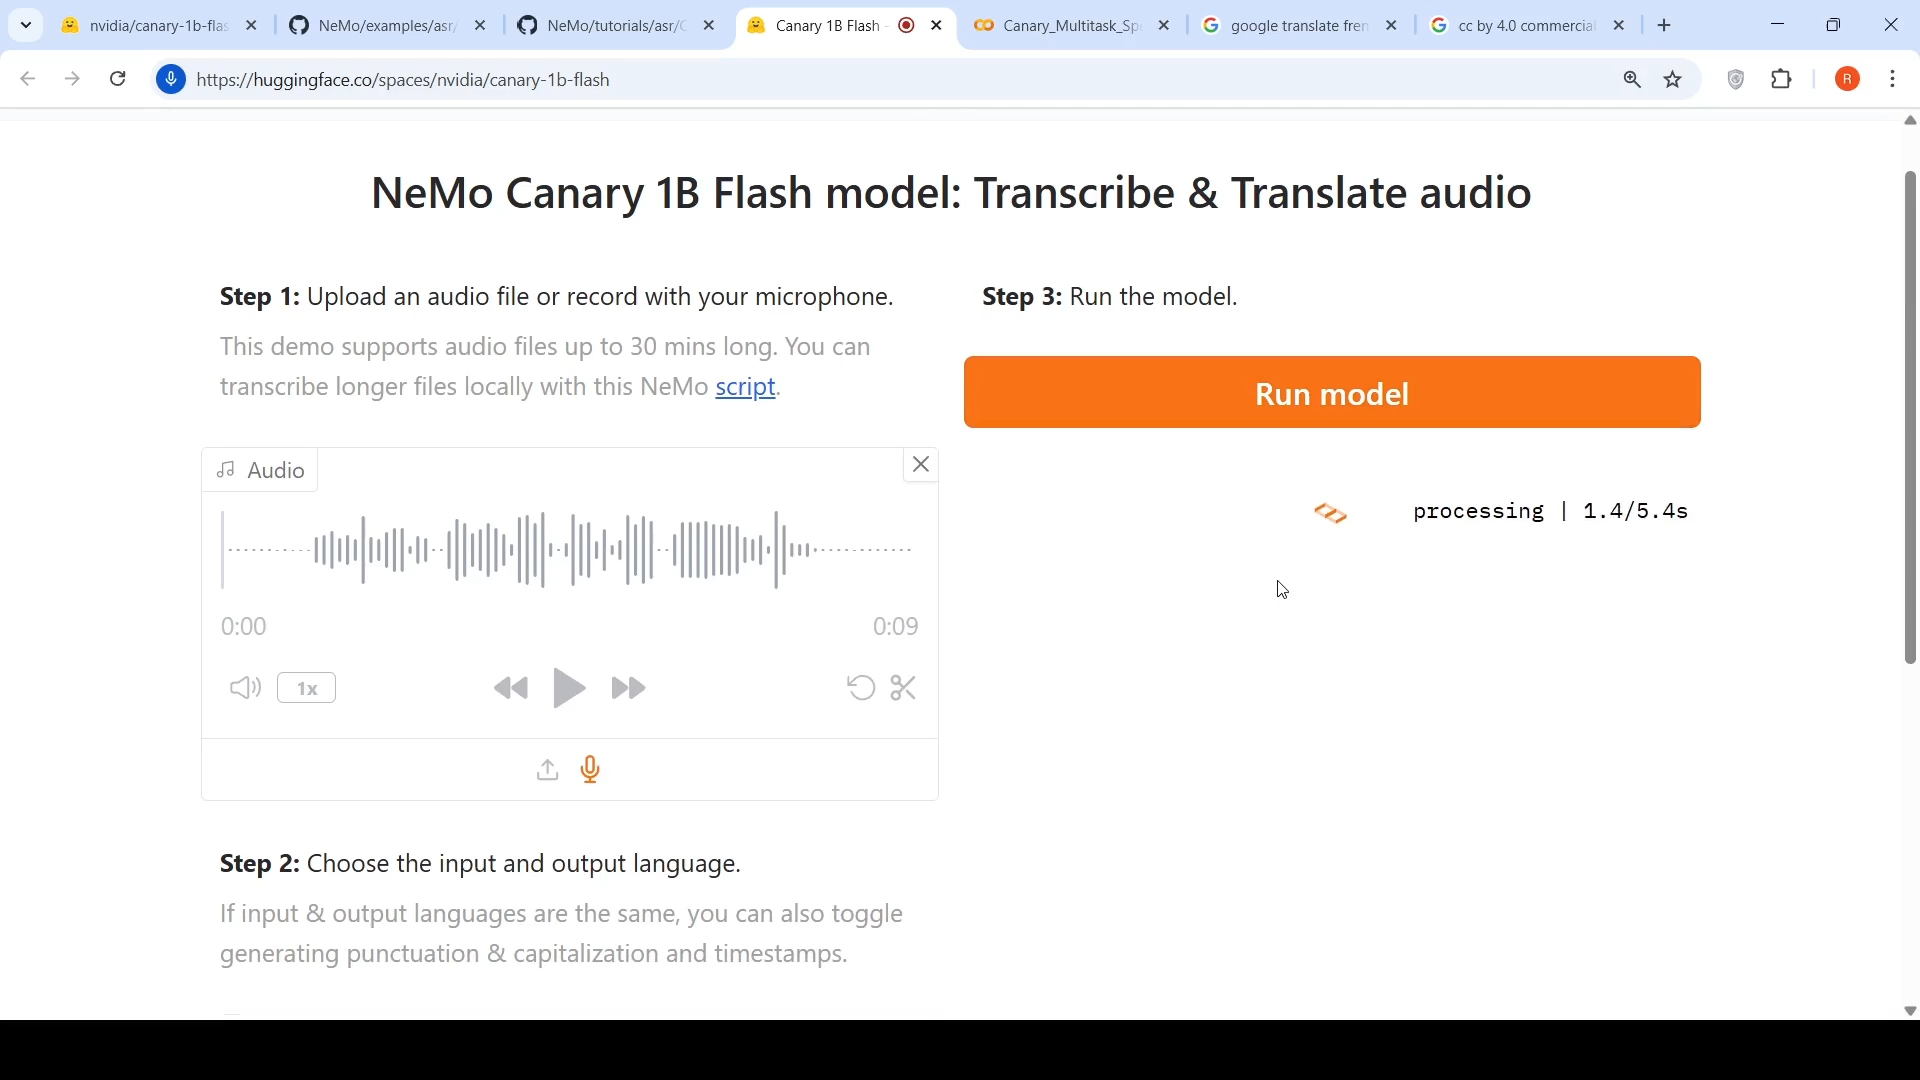 nvidia/canary-1b-flas
NeMo/examples/asr/
NeMo/tutorials/asr/C
Canary 1B Flash -
Canary_Multitask_Sp
google translate fren
cc by 4.0 commercial
https://huggingface.co/spaces/nvidia/canary-1b-flash
R
NeMo Canary 1B Flash model: Transcribe & Translate audio
Step 1: Upload an audio file or record with your microphone.
This demo supports audio files up to 30 mins long. You can
transcribe longer files locally with this NeMo script.
Audio
0:00
0:09
1x
Step 2: Choose the input and output language.
If input & output languages are the same, you can also toggle
generating punctuation & capitalization and timestamps.
Step 3: Run the model.
Run model
processing | 1.4/5.4s